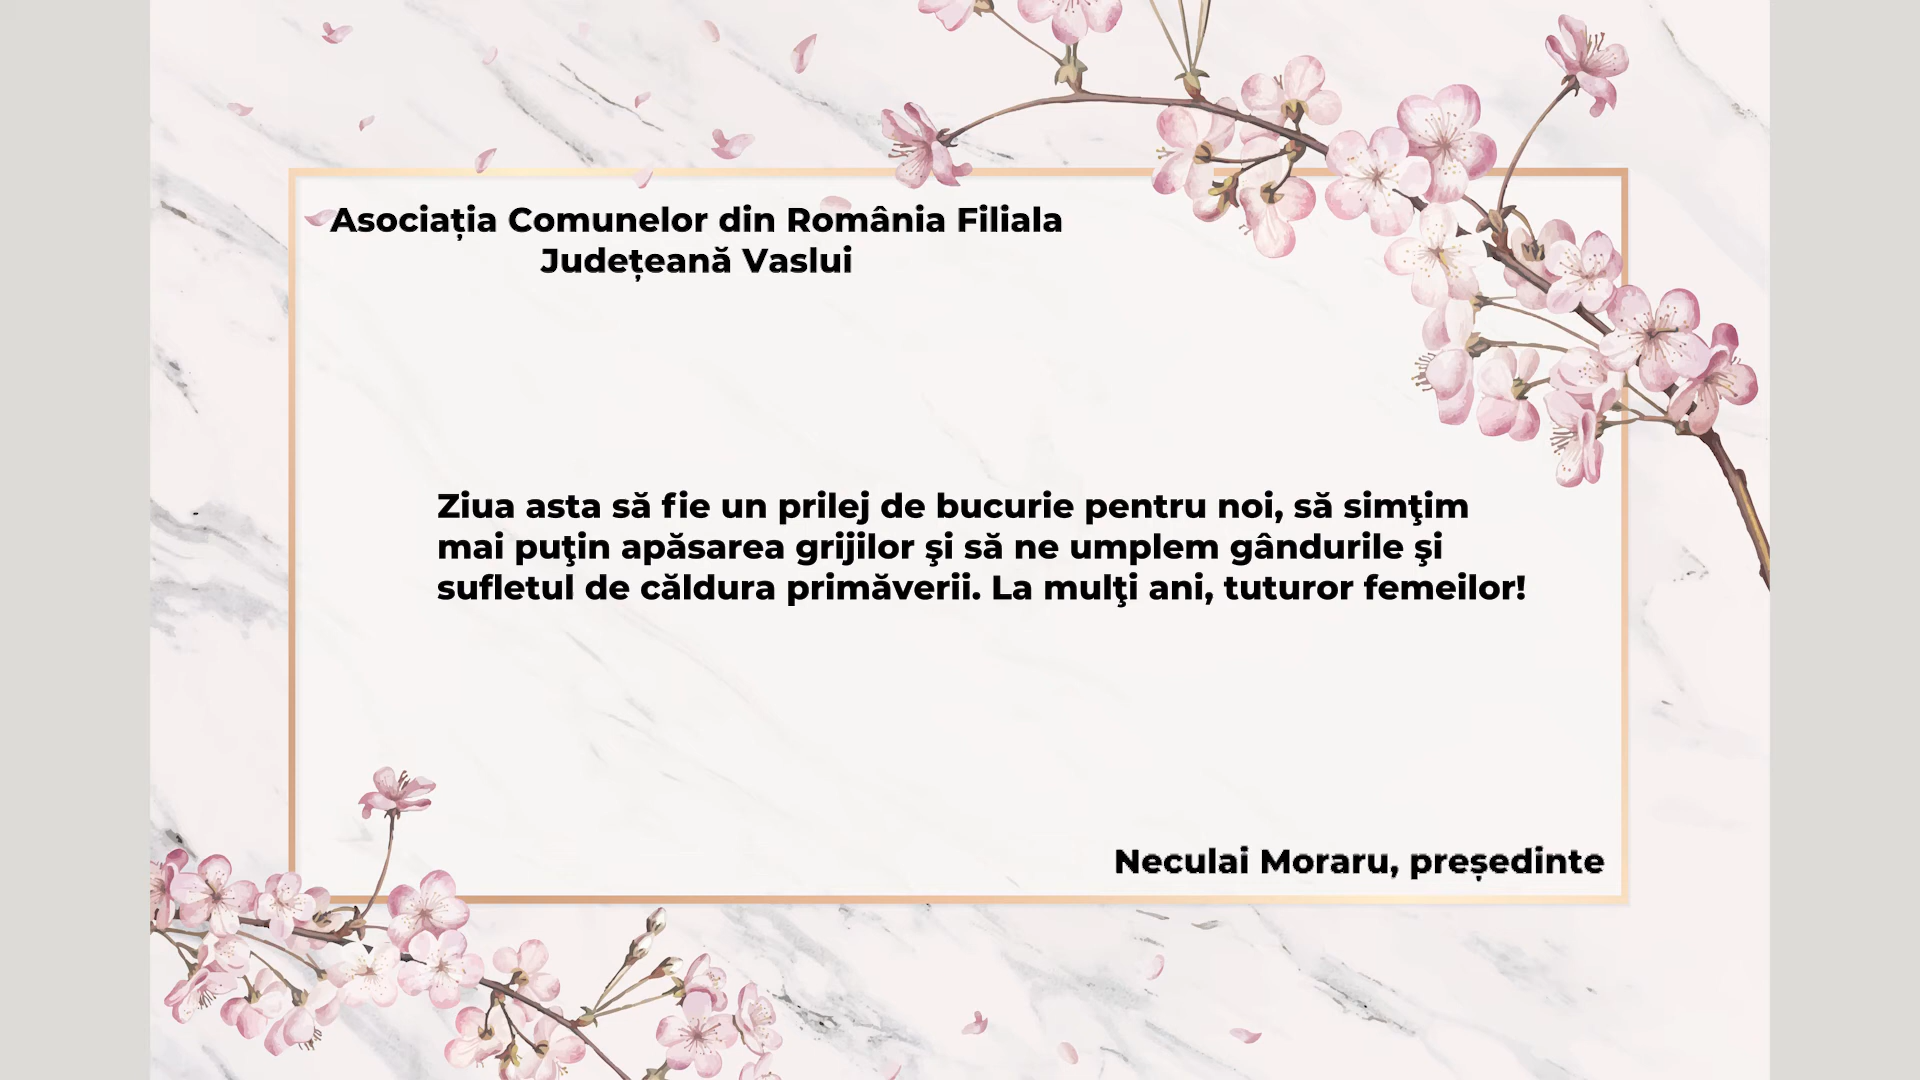 Asociația Comunelor din România Filiala
Județeană Vaslui
Ziua asta să fie un prilej de bucurie pentru noi, să simţim
mai puţin apăsarea grijilor şi să ne umplem gândurile şi
sufletul de căldura primăverii. La mulţi ani, tuturor femeilor!
Neculai Moraru, președinte